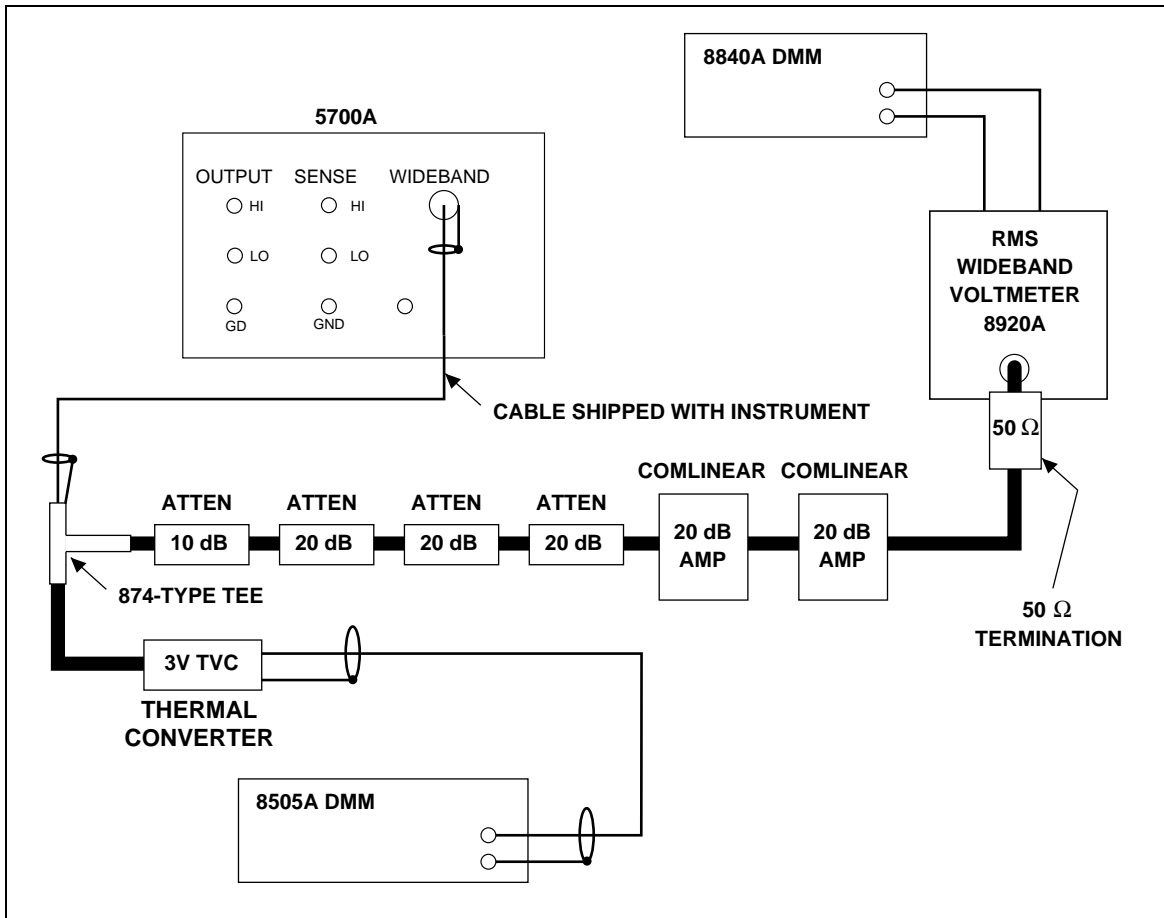 8840A DMM
5700A
OUTPUT SENSE WIDEBAND
HI HI
LO LO
GD GND
RMS
WIDEBAND
VOLTMETER
8920A
CABLE SHIPPED WITH INSTRUMENT
50 Ω
COMLINEAR COMLINEAR
ATTEN ATTEN ATTEN ATTEN
10 dB 20 dB 20 dB 20 dB
20 dB
AMP
20 dB
AMP
874-TYPE TEE
50 Ω
TERMINATION
3V TVC
THERMAL
CONVERTER
8505A DMM